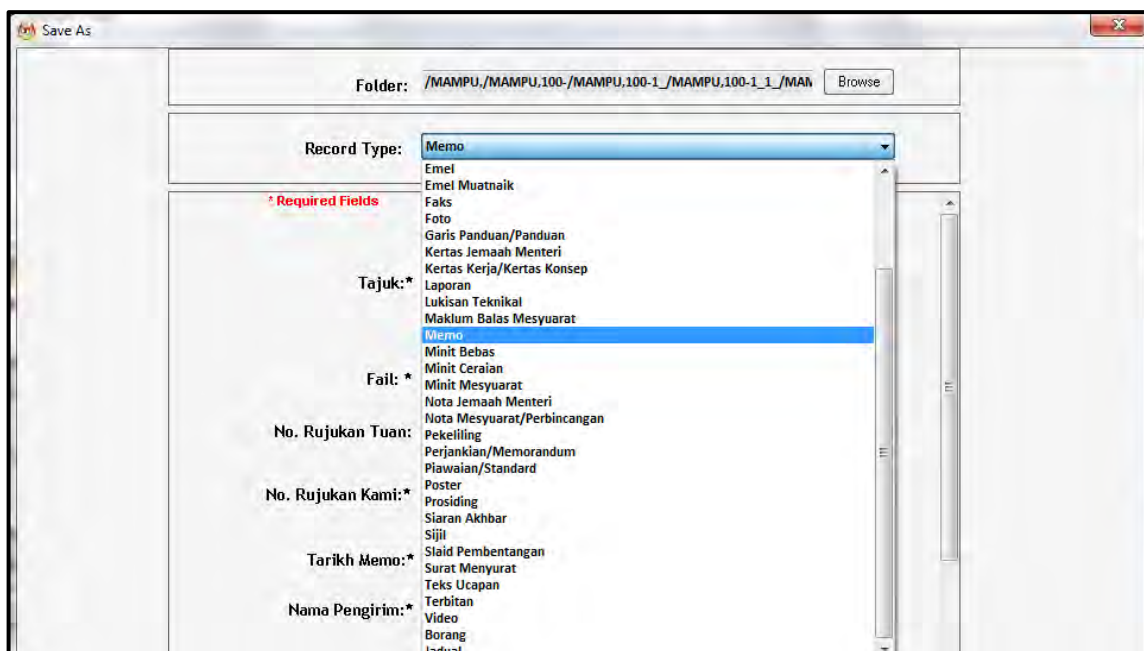 Save As
Folder: /MAMPU,/MAMPU,100-/MAMPU,100-1_/MAMPU,100-1_1_/MAM Browse
Record Type: Memo
Emel
Emel Muatnaik
* Required Fields
Faks
Foto
Garis Panduan/Panduan
Kertas Jemaah Menteri
Kertas Kerja/Kertas Konsep
Tajuk:*
Laporan
Lukisan Teknikal
Maklum Balas Mesyuarat
Memo
Minit Bebas
Minit Ceraian
Fail: *
Minit Mesyuarat
Nota Jemaah Menteri
Nota Mesyuarat/Perbincangan
No. Rujukan Tuan:
Pekeliling
Perjankian/Memorandum
Piawaian/Standard
Poster
No. Rujukan Kami:*
Prosiding
Siaran Akhbar
Sijil
Slaid Pembentangan
Tarikh Memo:*
Surat Menyurat
Teks Ucapan
Terbitan
Nama Pengirim:*
Video
Borang
Jadual